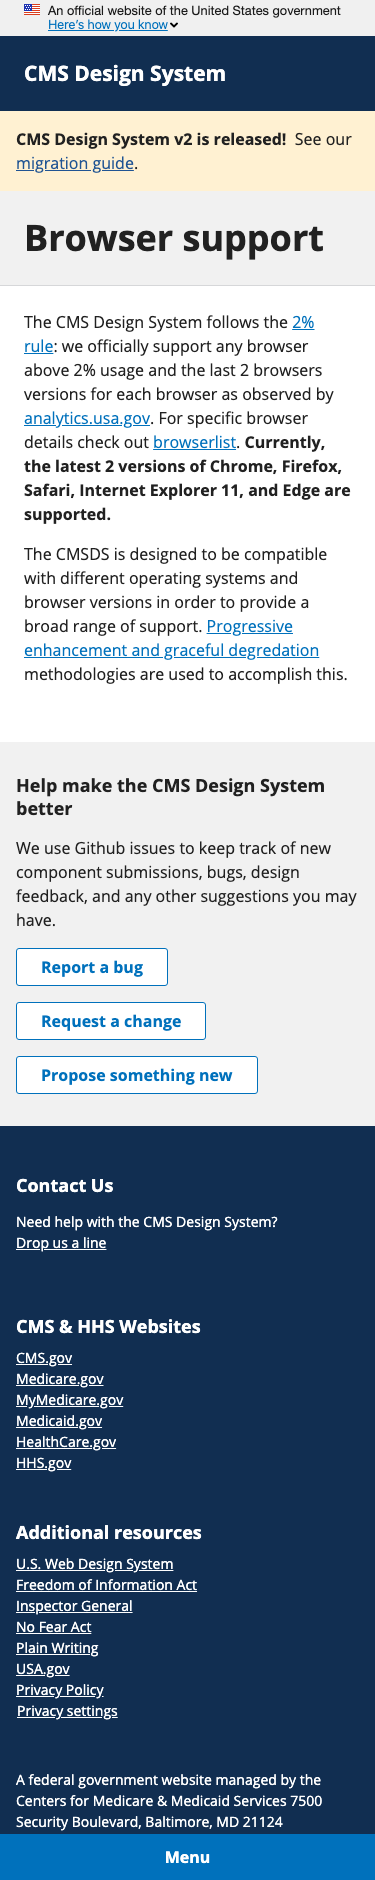 An official website of the United States government
Here's how you know
CMS Design System
CMS Design System v2 is released!  See our
migration guide.
Browser support
The CMS Design System follows the 2%
rule: we officially support any browser
above 2% usage and the last 2 browsers
versions for each browser as observed by
analytics.usa.gov. For specific browser
details check out browserlist. Currently,
the latest 2 versions of Chrome, Firefox,
Safari, Internet Explorer 11, and Edge are
supported.
The CMSDS is designed to be compatible
with different operating systems and
browser versions in order to provide a
broad range of support. Progressive
enhancement and graceful degredation
methodologies are used to accomplish this.
Help make the CMS Design System
better
We use Github issues to keep track of new
component submissions, bugs, design
feedback, and any other suggestions you may
have.
Report a bug
Request a change
Propose something new
Contact Us
Need help with the CMS Design System?
Drop us a line
CMS & HHS Websites
CMS.gov
Medicare.gov
MyMedicare.gov
Medicaid.gov
HealthCare.gov
HHS.gov
Additional resources
U.S. Web Design System
Freedom of Information Act
Inspector General
No Fear Act
Plain Writing
USA.gov
Privacy Policy
Privacy settings
A federal government website managed by the
Centers for Medicare & Medicaid Services 7500
Security Boulevard, Baltimore, MD 21124
Menu